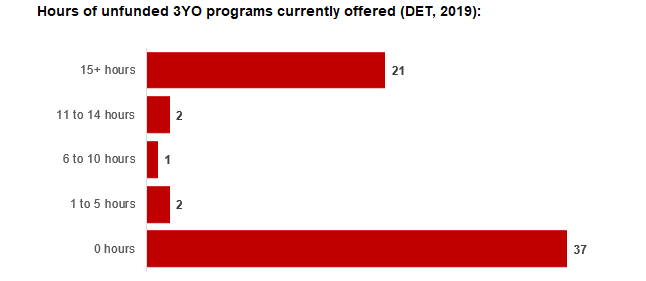 Hours of unfunded 3YO programs currently offered (DET, 2019):
15+ hours 21
11 to 14 hours 2
6 to 10 hours 1
1 to 5 hours 2
0 hours 37